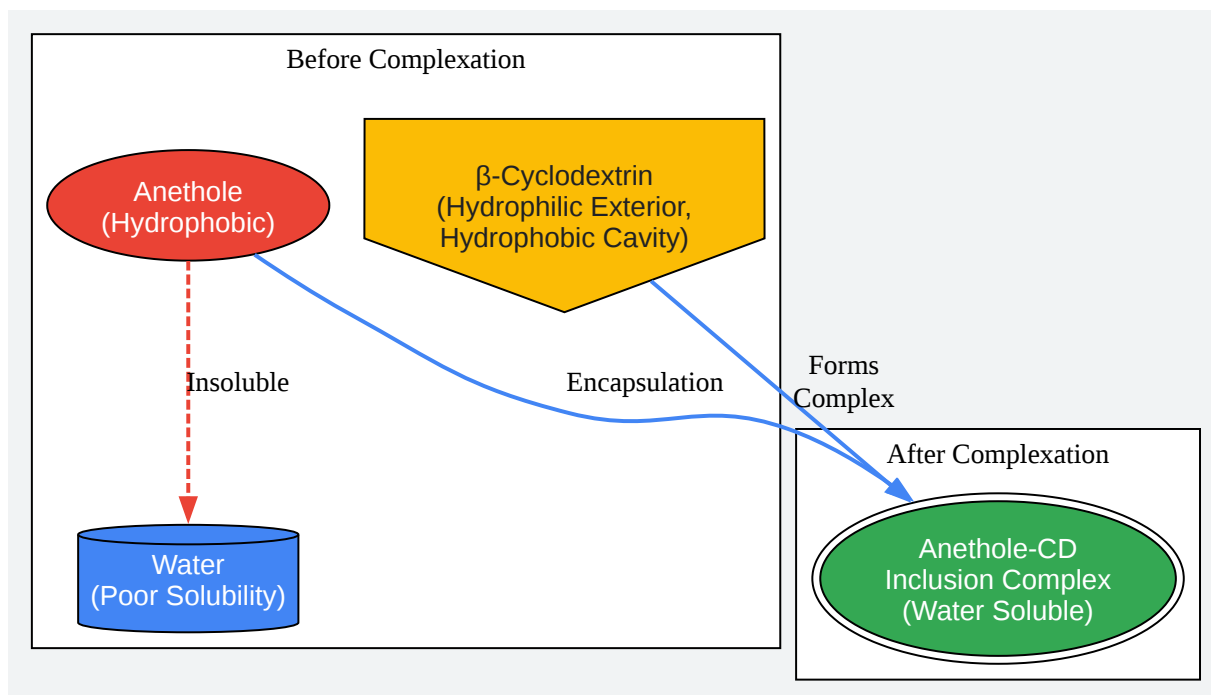 Before Complexation
Anethole
(Hydrophobic)
β-Cyclodextrin
(Hydrophilic Exterior,
Hydrophobic Cavity)
Insoluble
Encapsulation
Forms
Complex
Water
(Poor Solubility)
After Complexation
Anethole-CD
Inclusion Complex
(Water Soluble)